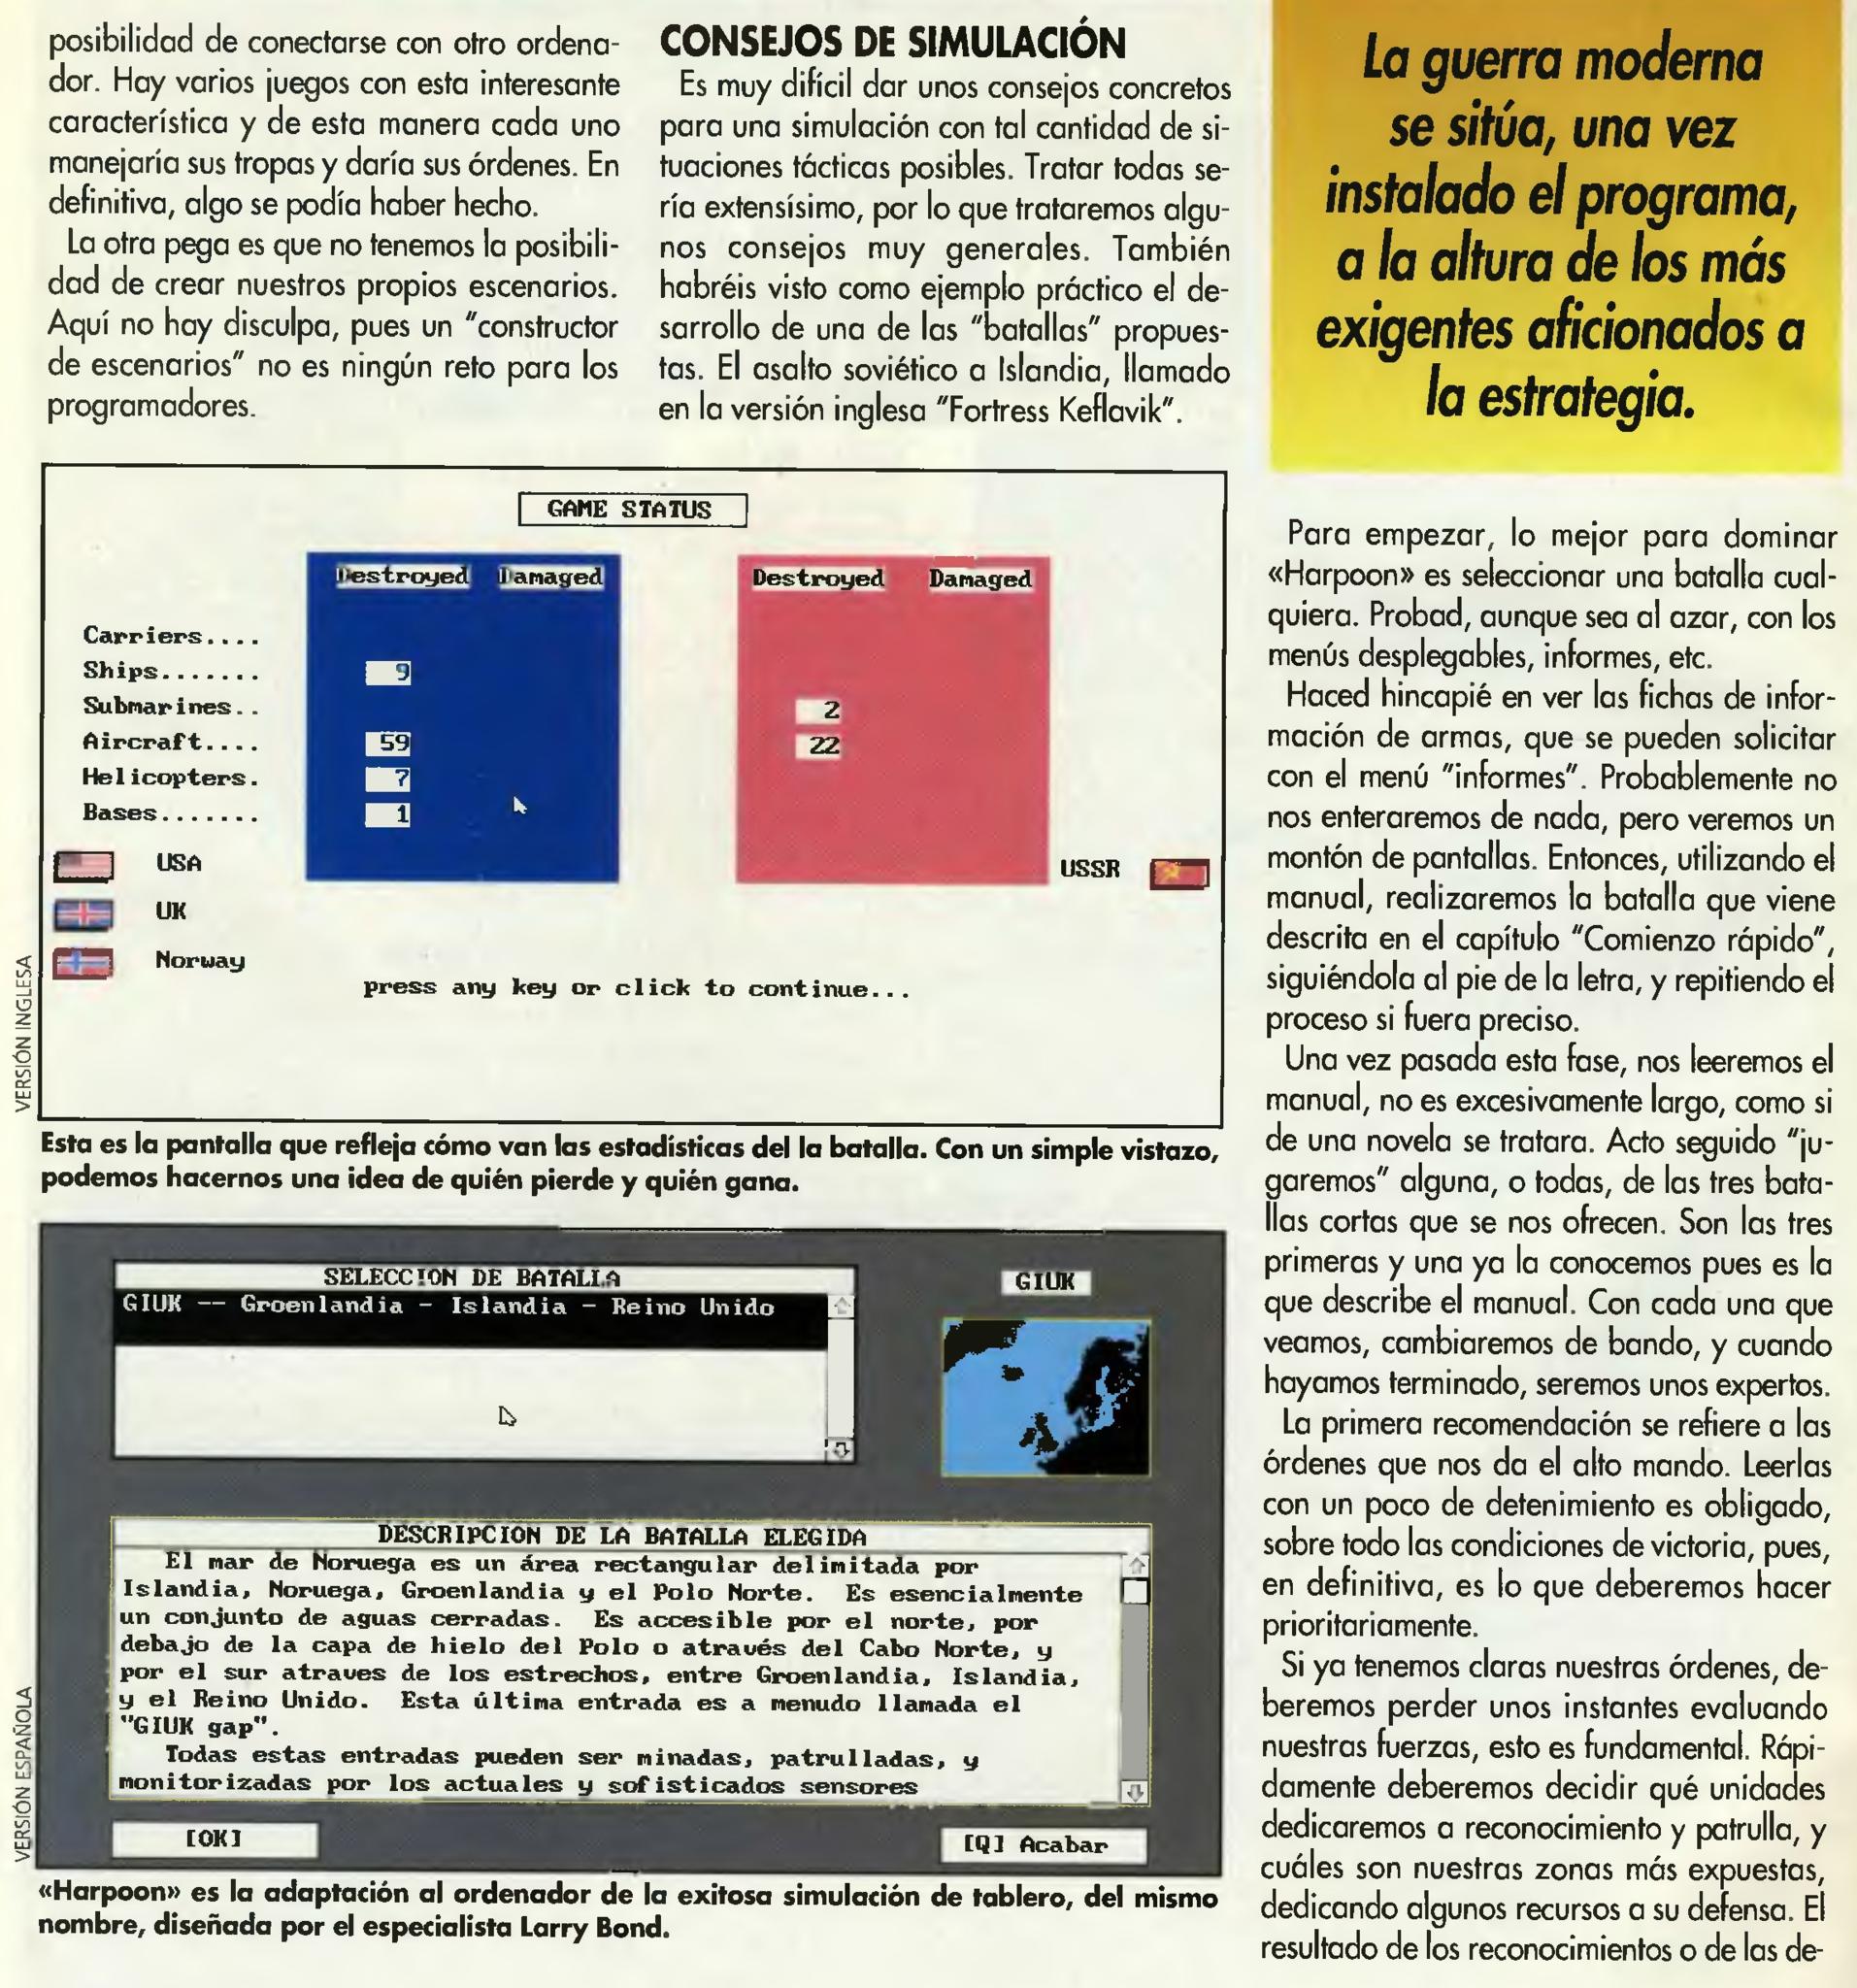 posibilidad de conectarse con otro ordena-
dor. Hay varios juegos con esta interesante
característica y de esta manera cada uno
manejaría sus tropas y daría sus órdenes. En
definitiva, algo se podía haber hecho.
La otra pega es que no tenemos la posibili-
dad de crear nuestros propios escenarios.
Aquí no hay disculpa, pues un "constructor
de escenarios" no es ningún reto para los
programadores.
CONSEJOS DE SIMULACIÓN
Es muy difícil dar unos consejos concretos
para una simulación con tal cantidad de si-
tuaciones tácticas posibles. Tratar todas se-
ría extensísimo, por lo que trataremos algu-
nos consejos muy generales. También
habréis visto como ejemplo práctico el de-
sarrollo de una de las "batallas" propues-
tas. El asalto soviético a Islandia, llamado
en la versión inglesa "Fortress Keflavik".
La guerra moderna
se sitúa, una vez
instalado el programa,
a la altura de los más
exigentes aficionados a
la estrategia.
GAME STATUS
Destroyed Damaged
Destroyed Damaged
Carriers....
Ships....... 9
Submarines.. 2
Aircraft.... 59 22
Helicopters. 7
Bases....... 1
USA
USSR
UK
Norway
press any key or click to continue...
VERSIÓN INGLESA
Esta es la pantalla que refleja cómo van las estadísticas del la batalla. Con un simple vistazo,
podemos hacernos una idea de quién pierde y quién gana.
SELECCION DE BATALLA
GIUK -- Groenlandia - Islandia - Reino Unido
GIUK
DESCRIPCION DE LA BATALLA ELEGIDA
El mar de Noruega es un área rectangular delimitada por
Islandia, Noruega, Groenlandia y el Polo Norte. Es esencialmente
un conjunto de aguas cerradas. Es accesible por el norte, por
debajo de la capa de hielo del Polo o através del Cabo Norte, y
por el sur atraves de los estrechos, entre Groenlandia, Islandia,
y el Reino Unido. Esta última entrada es a menudo llamada el
"GIUK gap".
Todas estas entradas pueden ser minadas, patrulladas, y
monitorizadas por los actuales y sofisticados sensores
[OK]
[Q] Acabar
VERSIÓN ESPAÑOLA
«Harpoon» es la adaptación al ordenador de la exitosa simulación de tablero, del mismo
nombre, diseñada por el especialista Larry Bond.
Para empezar, lo mejor para dominar
«Harpoon» es seleccionar una batalla cual-
quiera. Probad, aunque sea al azar, con los
menús desplegables, informes, etc.
Haced hincapié en ver las fichas de infor-
mación de armas, que se pueden solicitar
con el menú "informes". Probablemente no
nos enteraremos de nada, pero veremos un
montón de pantallas. Entonces, utilizando el
manual, realizaremos la batalla que viene
descrita en el capítulo "Comienzo rápido",
siguiéndola al pie de la letra, y repitiendo el
proceso si fuera preciso.
Una vez pasada esta fase, nos leeremos el
manual, no es excesivamente largo, como si
de una novela se tratara. Acto seguido "ju-
garemos" alguna, o todas, de las tres bata-
llas cortas que se nos ofrecen. Son las tres
primeras y una ya la conocemos pues es la
que describe el manual. Con cada una que
veamos, cambiaremos de bando, y cuando
hayamos terminado, seremos unos expertos.
La primera recomendación se refiere a las
órdenes que nos da el alto mando. Leerlas
con un poco de detenimiento es obligado,
sobre todo las condiciones de victoria, pues,
en definitiva, es lo que deberemos hacer
prioritariamente.
Si ya tenemos claras nuestras órdenes, de-
beremos perder unos instantes evaluando
nuestras fuerzas, esto es fundamental. Rápi-
damente deberemos decidir qué unidades
dedicaremos a reconocimiento y patrulla, y
cuáles son nuestras zonas más expuestas,
dedicando algunos recursos a su defensa. El
resultado de los reconocimientos o de las de-